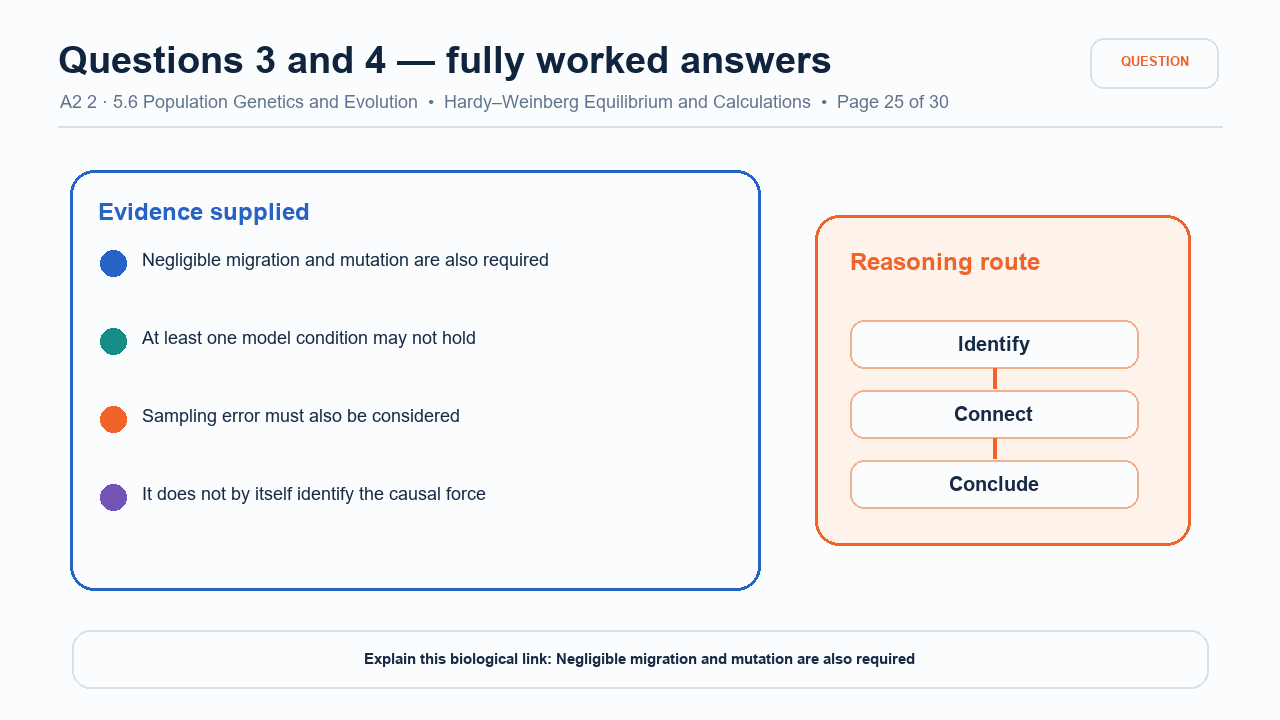 Questions 3 and 4 — fully worked answers
QUESTION
A2 2 · 5.6 Population Genetics and Evolution • Hardy–Weinberg Equilibrium and Calculations • Page 25 of 30
Evidence supplied
Negligible migration and mutation are also required
At least one model condition may not hold
Sampling error must also be considered
It does not by itself identify the causal force
Reasoning route
Identify
Connect
Conclude
Explain this biological link: Negligible migration and mutation are also required